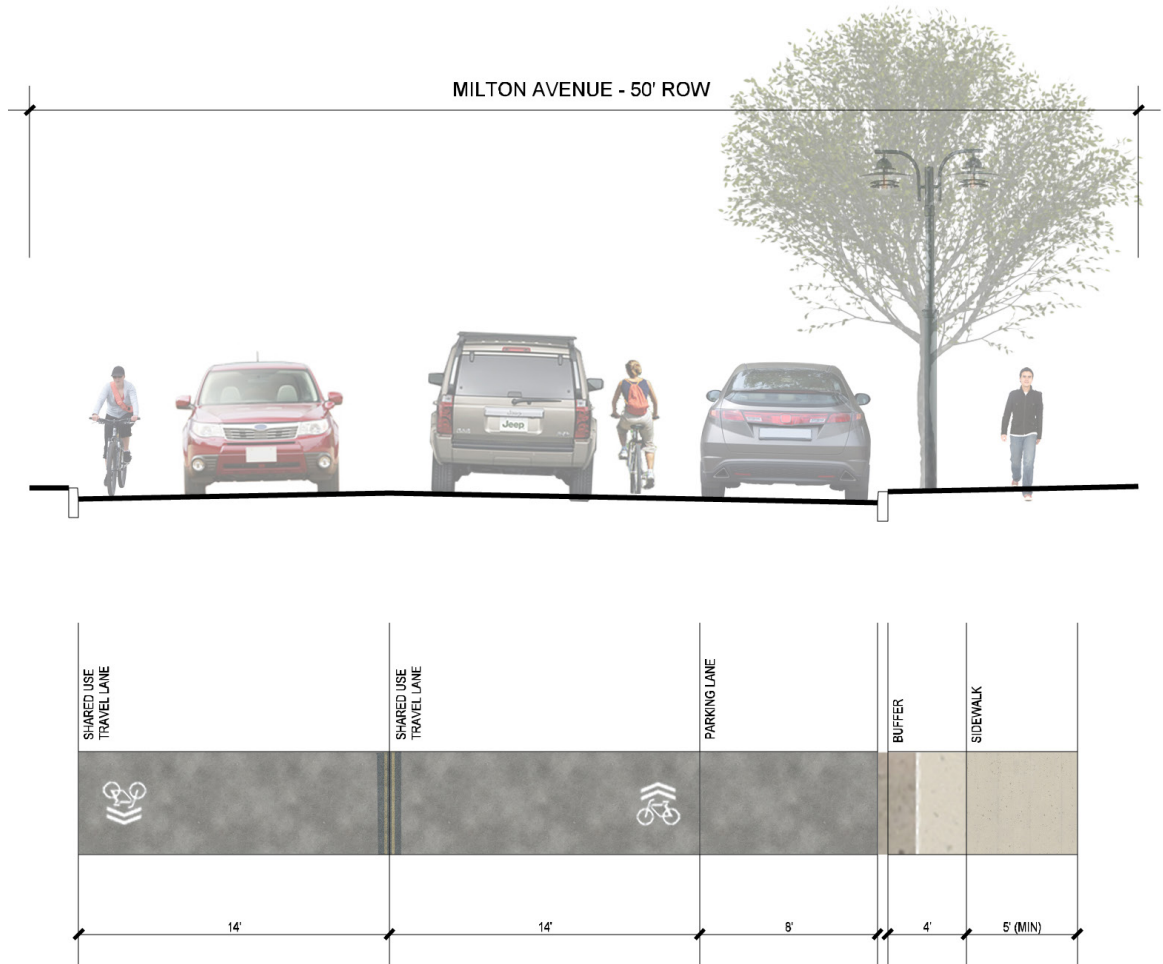 MILTON AVENUE - 50' ROW
Jeep
SHARED USE
TRAVEL LANE
SHARED USE
TRAVEL LANE
PARKING LANE
BUFFER
SIDEWALK
14'
14'
8'
4'
5' (MIN)